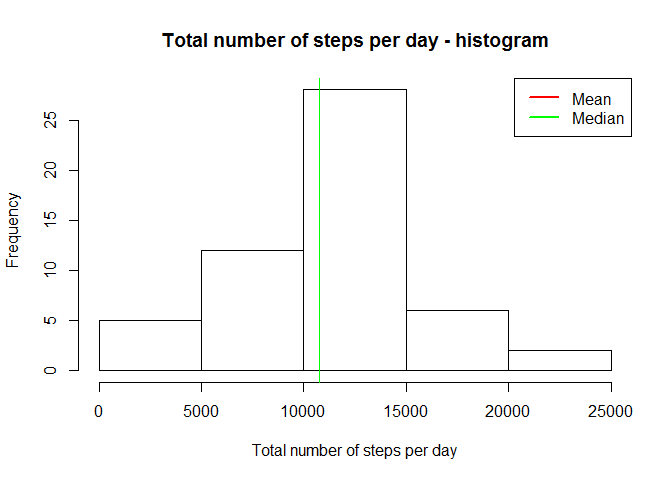 Total number of steps per day - histogram
Mean
Median
Frequency
25
20
15
10
5
0
0 5000 10000 15000 20000 25000
Total number of steps per day